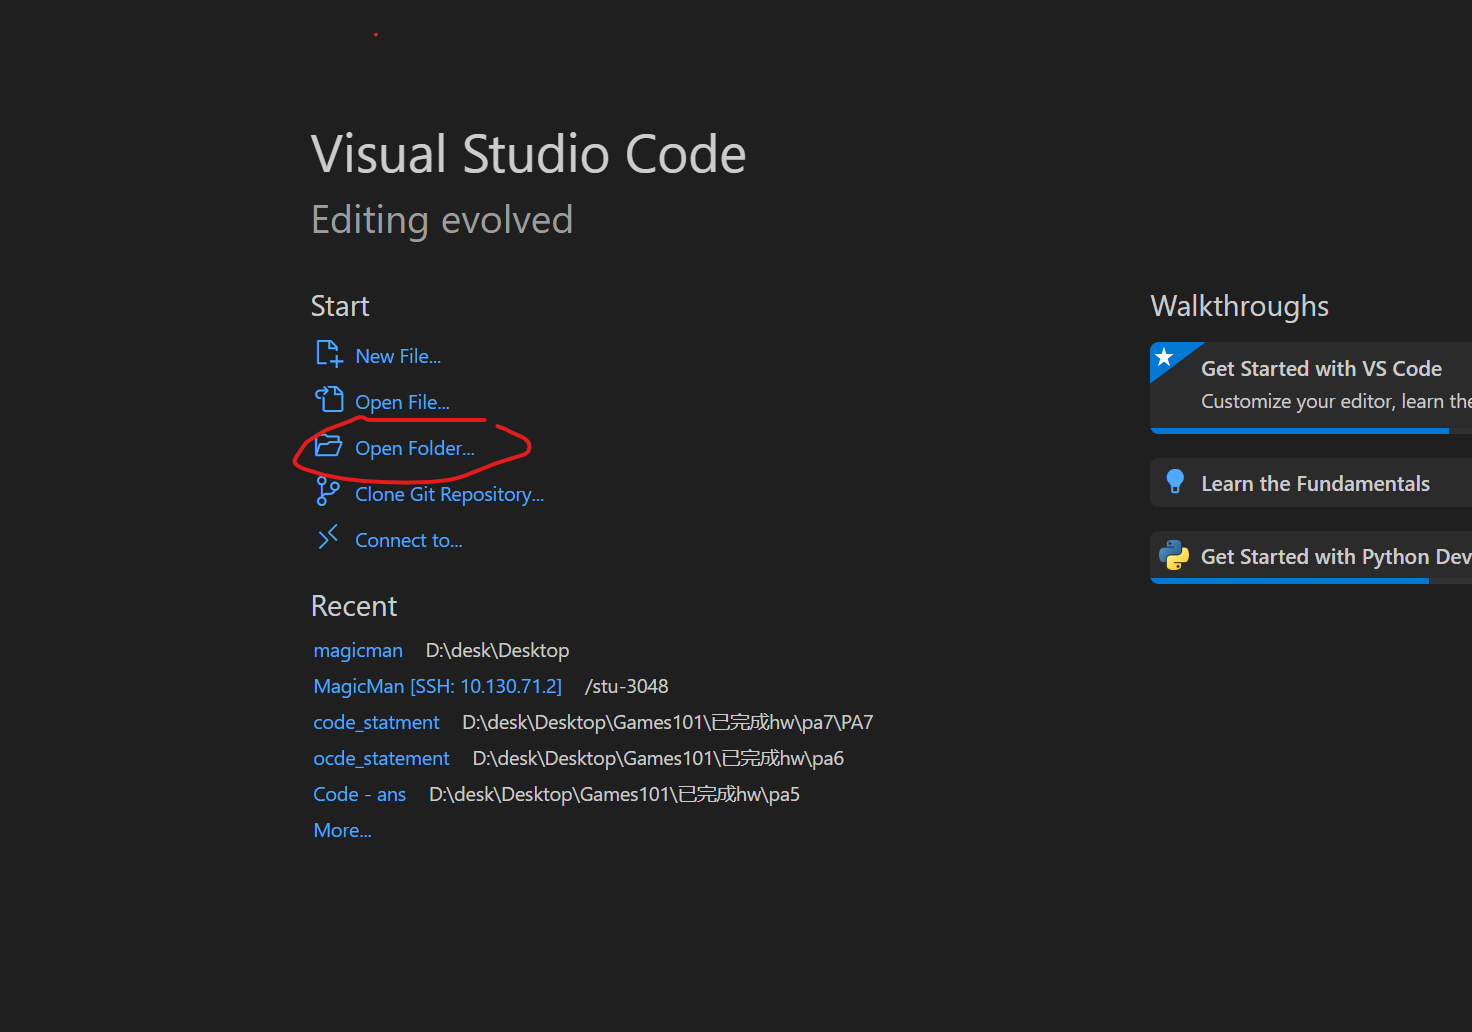 Visual Studio Code
Editing evolved
Start
New File...
Open File...
Open Folder...
Clone Git Repository...
Connect to...
Recent
magicman D:\desk\Desktop
MagicMan [SSH: 10.130.71.2] /stu-3048
code_statment D:\desk\Desktop\Games101\已完成hw\pa7\PA7
ocde_statement D:\desk\Desktop\Games101\已完成hw\pa6
Code - ans D:\desk\Desktop\Games101\已完成hw\pa5
More...
Walkthroughs
Get Started with VS Code
Customize your editor, learn the
Learn the Fundamentals
Get Started with Python Dev